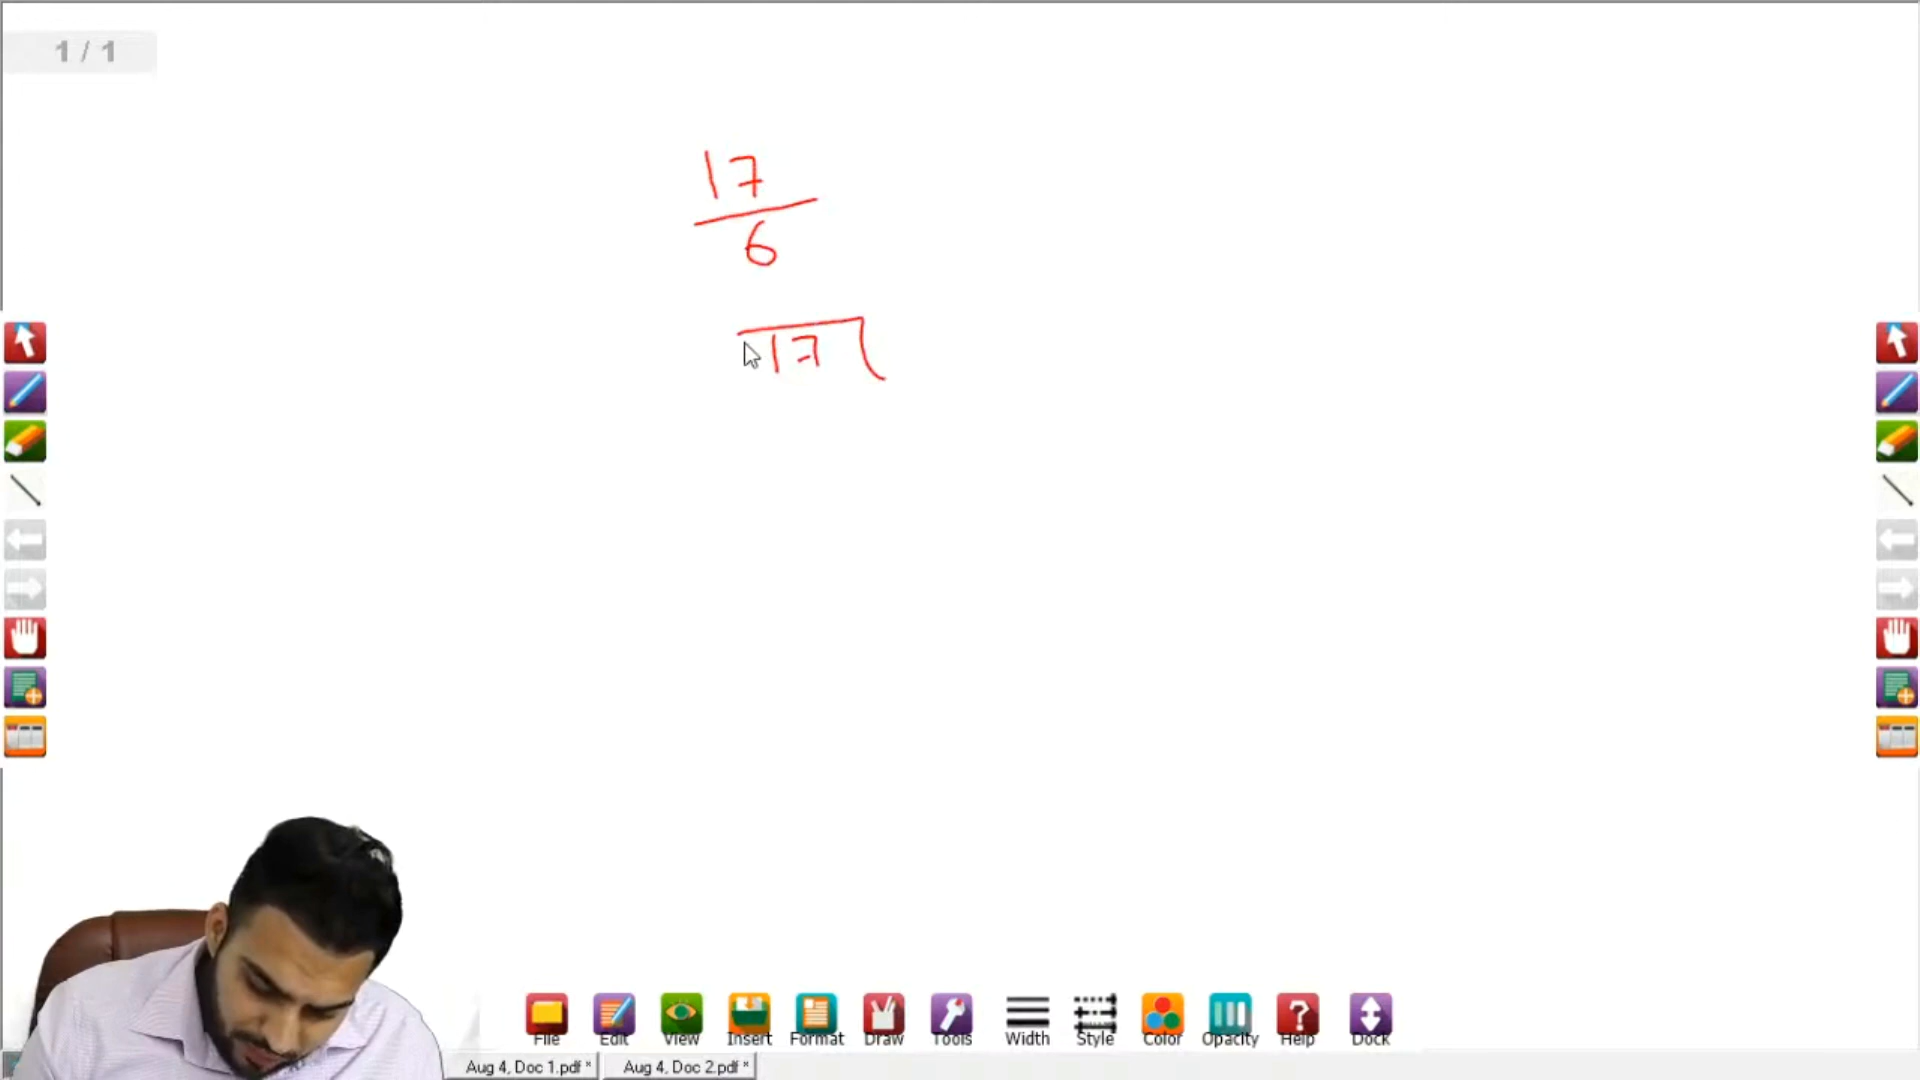 1 / 1
17
6
17
File Edit View Insert Format Draw Tools Width Style Color Opacity Help Dock
Aug 4, Doc 1.pdf * Aug 4, Doc 2.pdf *